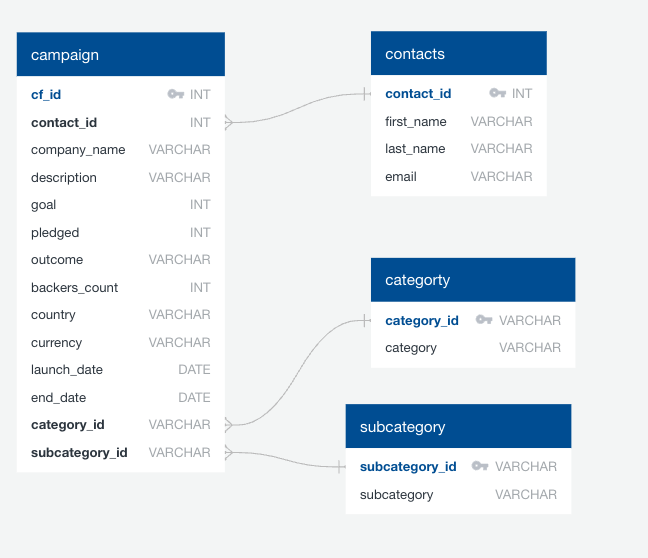 campaign
cf_id INT
contact_id INT
company_name VARCHAR
description VARCHAR
goal INT
pledged INT
outcome VARCHAR
backers_count INT
country VARCHAR
currency VARCHAR
launch_date DATE
end_date DATE
category_id VARCHAR
subcategory_id VARCHAR
contacts
contact_id INT
first_name VARCHAR
last_name VARCHAR
email VARCHAR
categorty
category_id VARCHAR
category VARCHAR
subcategory
subcategory_id VARCHAR
subcategory VARCHAR